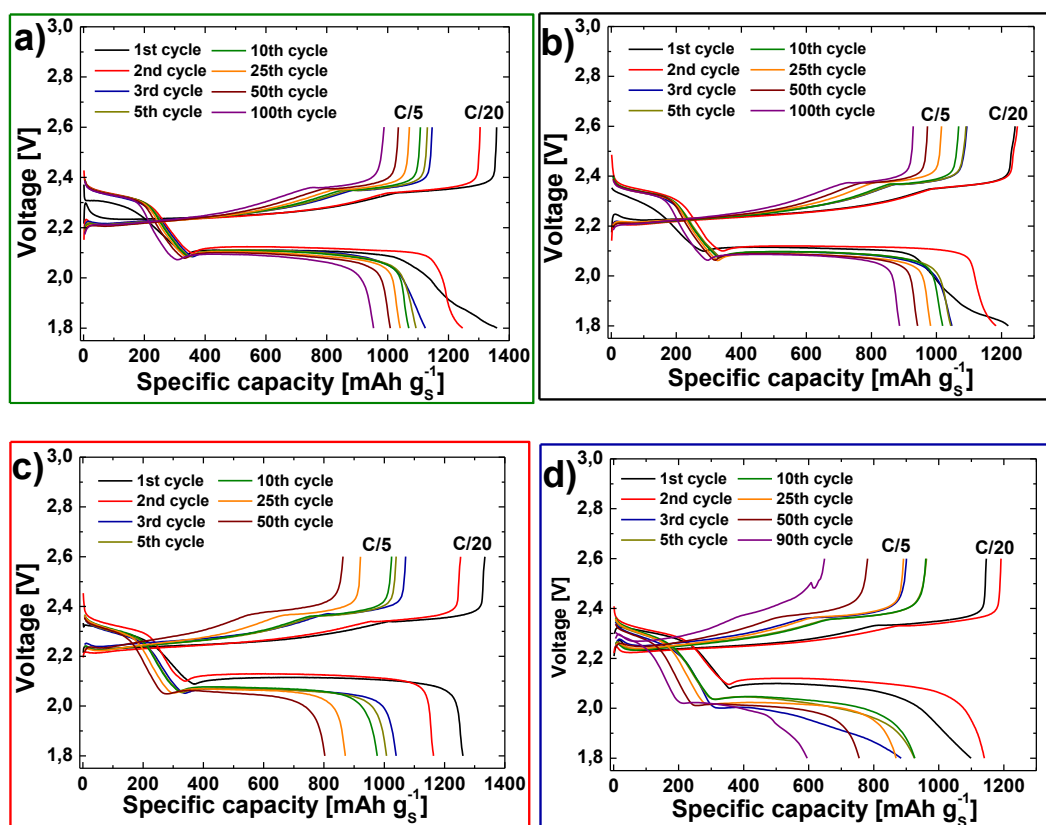 a)
3,0
2,8
2,6
2,4
2,2
2,0
1,8
Voltage [V]
1st cycle
2nd cycle
3rd cycle
5th cycle
10th cycle
25th cycle
50th cycle
100th cycle
C/5
C/20
0 200 400 600 800 1000 1200 1400
Specific capacity [mAh g_S^-1]
b)
3,0
2,8
2,6
2,4
2,2
2,0
1,8
Voltage [V]
1st cycle
2nd cycle
3rd cycle
5th cycle
10th cycle
25th cycle
50th cycle
100th cycle
C/5
C/20
0 200 400 600 800 1000 1200
Specific capacity [mAh g_S^-1]
c)
3,0
2,8
2,6
2,4
2,2
2,0
1,8
Voltage [V]
1st cycle
2nd cycle
3rd cycle
5th cycle
10th cycle
25th cycle
50th cycle
C/5
C/20
0 200 400 600 800 1000 1200 1400
Specific capacity [mAh g_S^-1]
d)
3,0
2,8
2,6
2,4
2,2
2,0
1,8
Voltage [V]
1st cycle
2nd cycle
3rd cycle
5th cycle
10th cycle
25th cycle
50th cycle
90th cycle
C/5
C/20
0 200 400 600 800 1000 1200
Specific capacity [mAh g_S^-1]